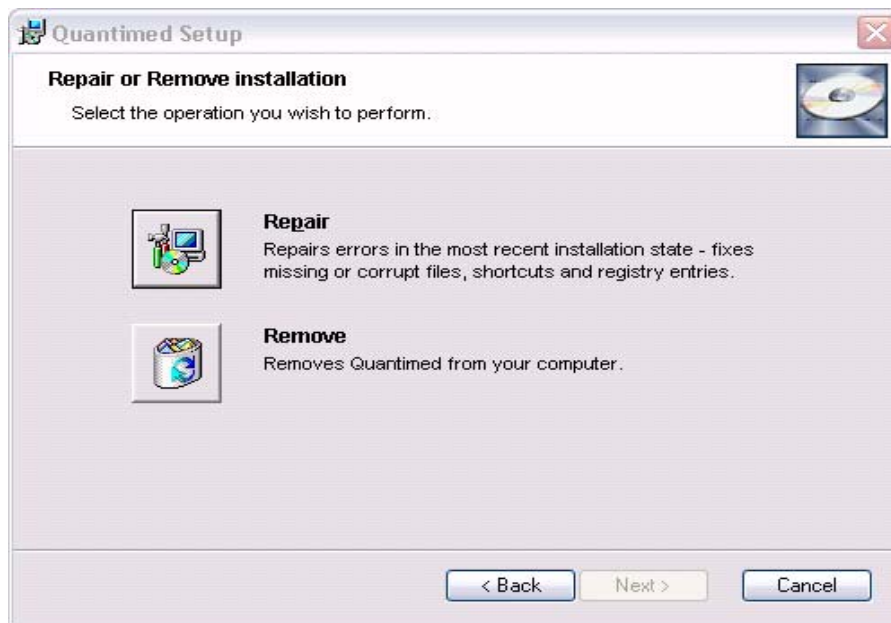 Quantimed Setup
Repair or Remove installation
Select the operation you wish to perform.
Repair
Repairs errors in the most recent installation state - fixes
missing or corrupt files, shortcuts and registry entries.
Remove
Removes Quantimed from your computer.
< Back
Next >
Cancel